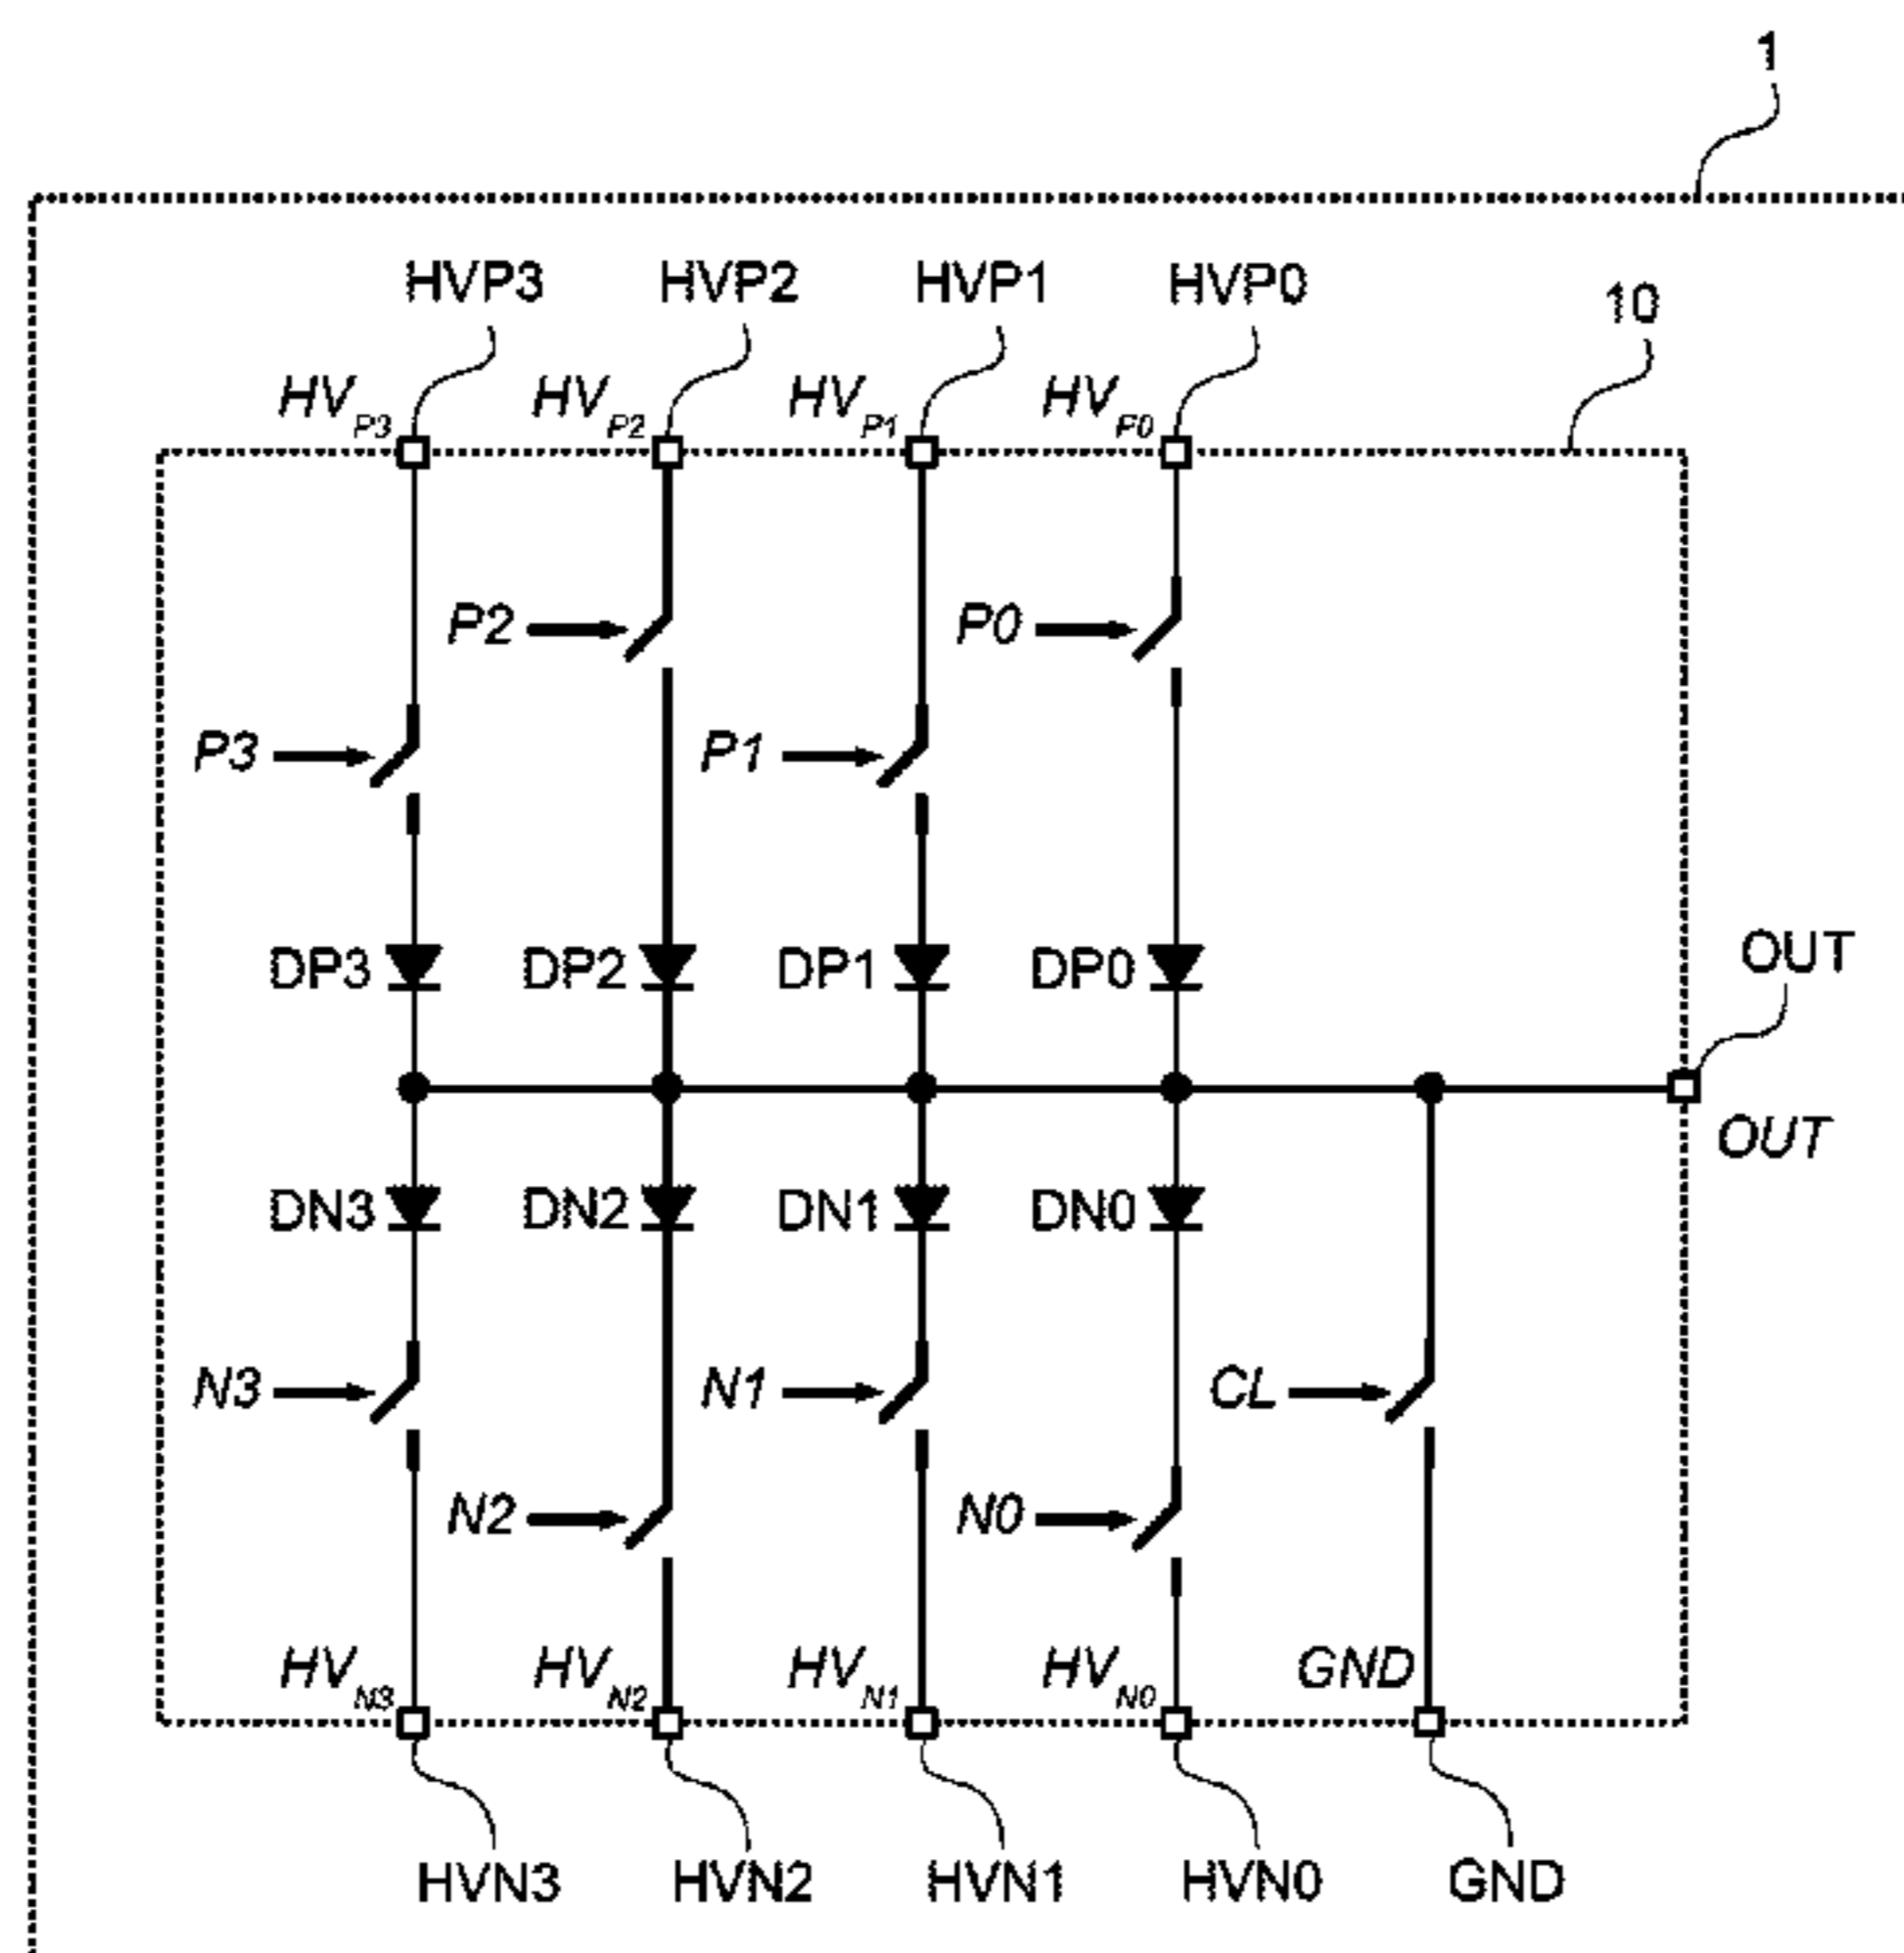 1
HVP3 HVP2 HVP1 HVP0
10
HVP3 HVP2 HVP1 HVP0
P2 P0
P3 P1
DP3 DP2 DP1 DP0
OUT
OUT
DN3 DN2 DN1 DN0
N3 N1 CL
N2 N0
HVN3 HVN2 HVN1 HVN0 GND
HVN3 HVN2 HVN1 HVN0 GND